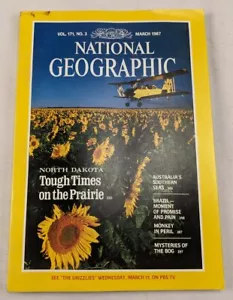 VOL. 171, NO. 3 MARCH 1987
NATIONAL
GEOGRAPHIC
NORTH DAKOTA
Tough Times
on the Prairie
AUSTRALIA'S
SOUTHERN
SEAS
BRAZIL—
MOMENT
OF PROMISE
AND PAIN
MONKEY
IN PERIL
MYSTERIES OF
THE BOG
SEE "THE GRIZZLIES" WEDNESDAY, MARCH 11, ON PBS TV